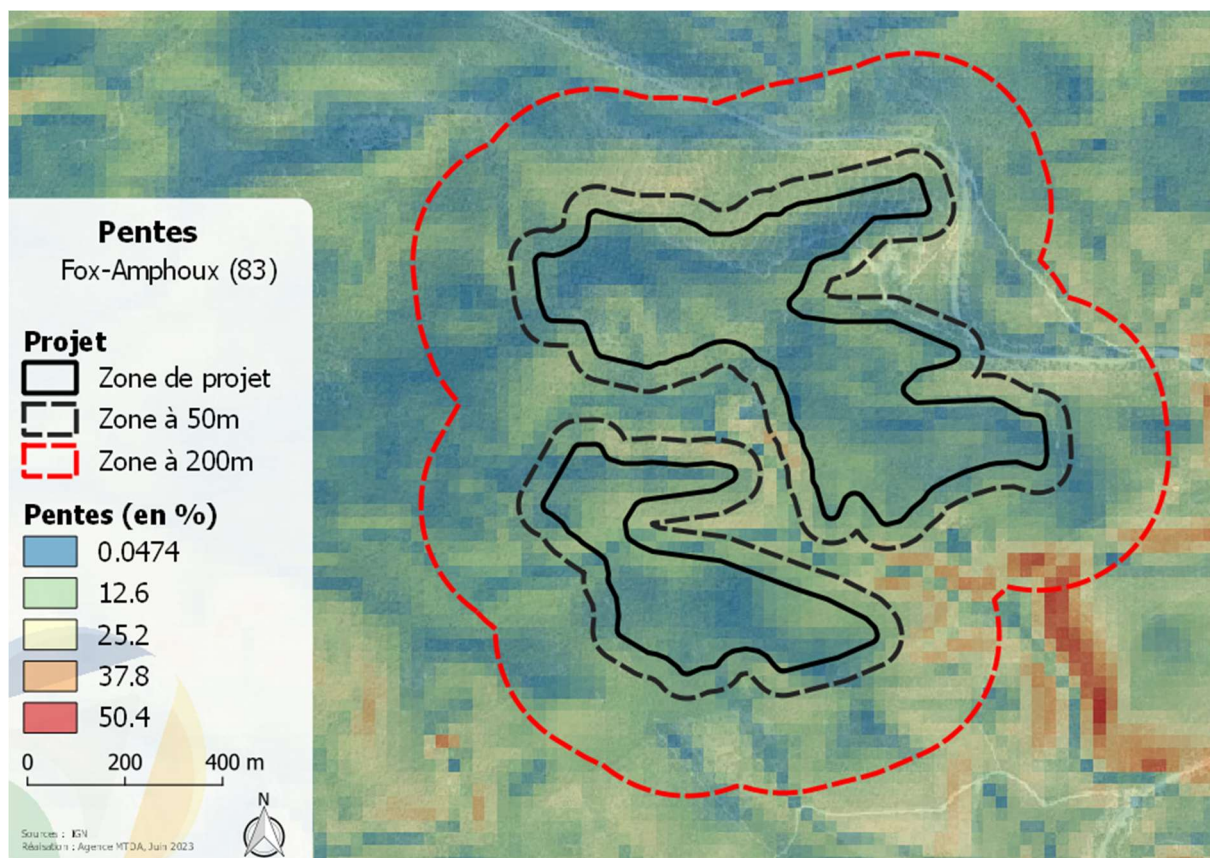 Pentes
Fox-Amphoux (83)
Projet
Zone de projet
Zone à 50m
Zone à 200m
Pentes (en %)
0.0474
12.6
25.2
37.8
50.4
0 200 400 m
N
Sources : IGN
Réalisation : Agence MTDA, Juin 2023